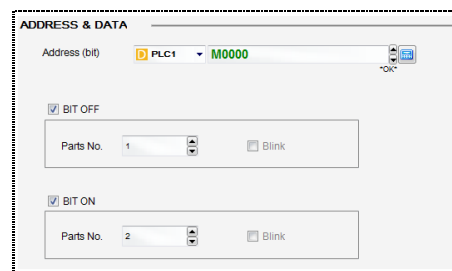 ADDRESS & DATA
Address (bit) D PLC1 M0000
*OK*
BIT OFF
Parts No. 1 Blink
BIT ON
Parts No. 2 Blink